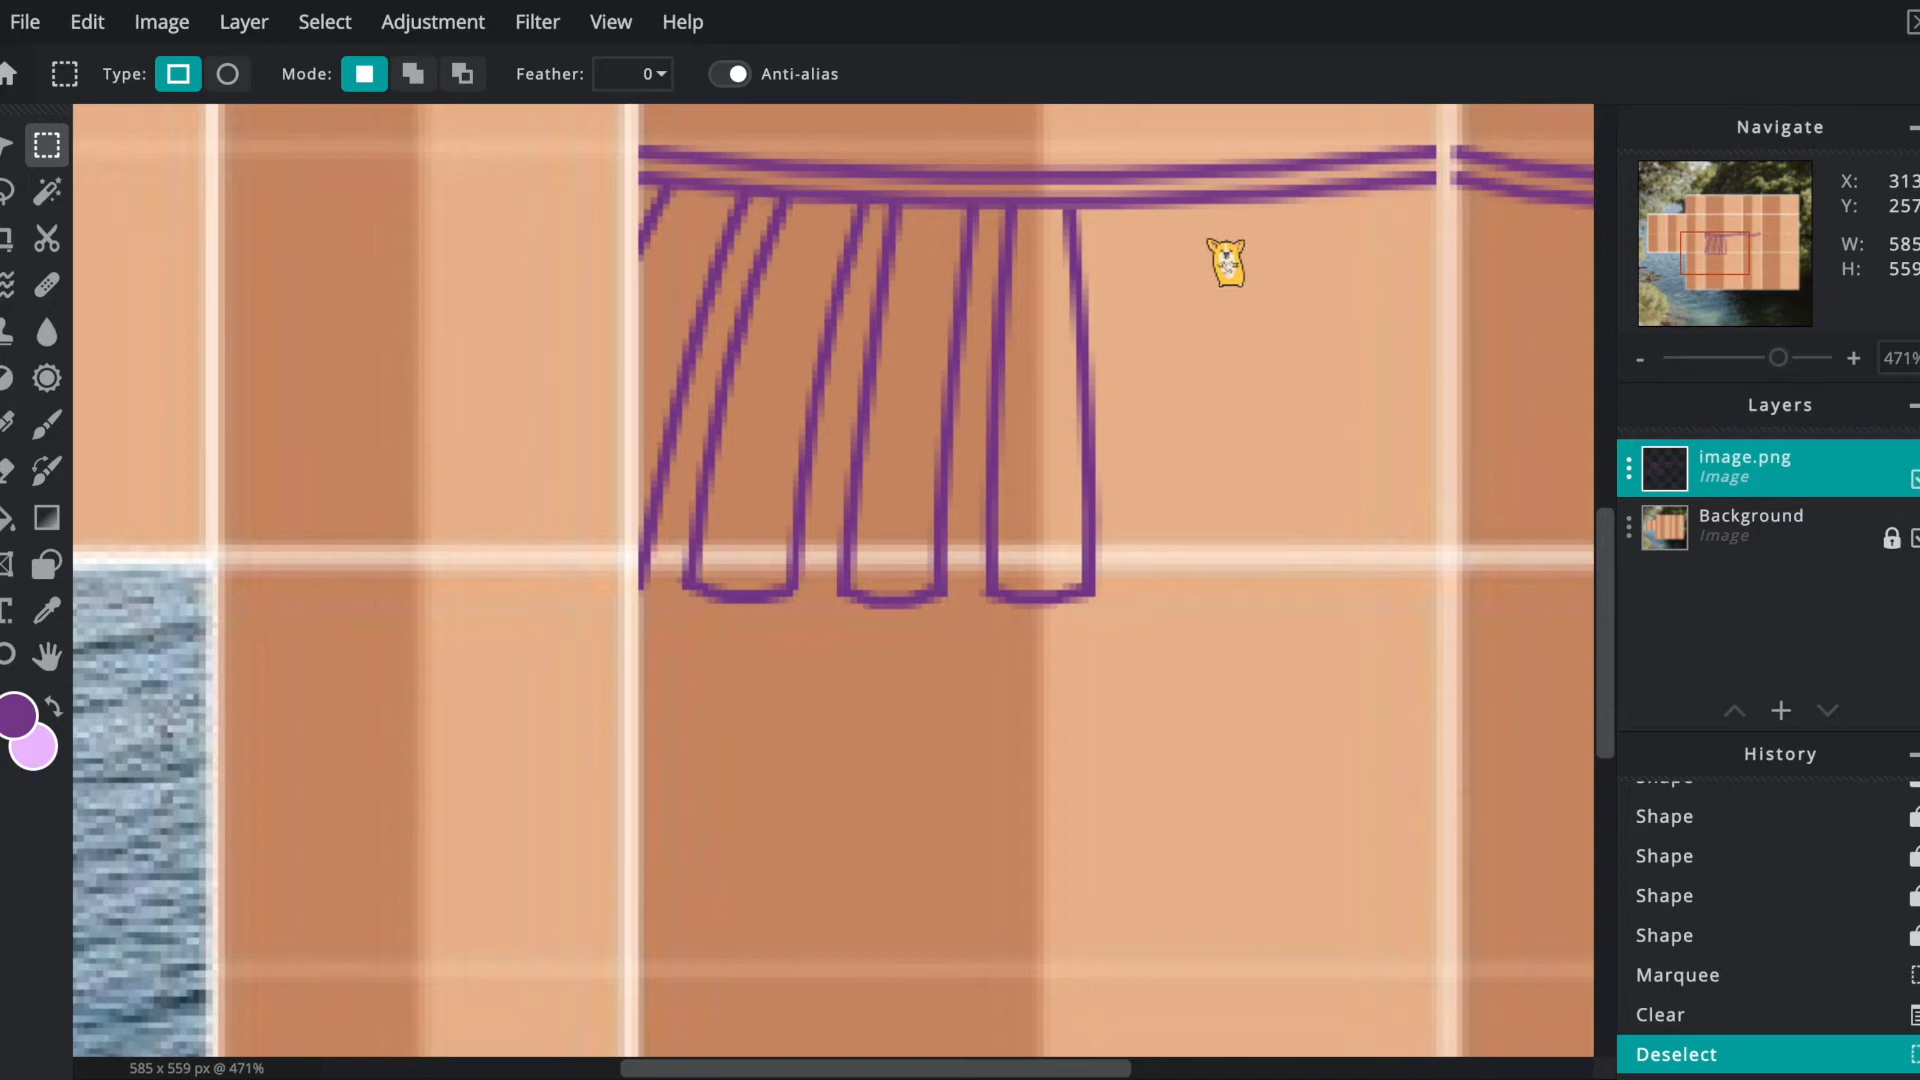 File Edit Image Layer Select Adjustment Filter View Help
Type: Mode: Feather: 0 Anti-alias
Navigate
X: 313
Y: 257
W: 585
H: 559
- + 471%
Layers
image.png
Image
Background
Image
History
Shape
Shape
Shape
Shape
Shape
Marquee
Clear
Deselect
585 x 559 px @ 471%